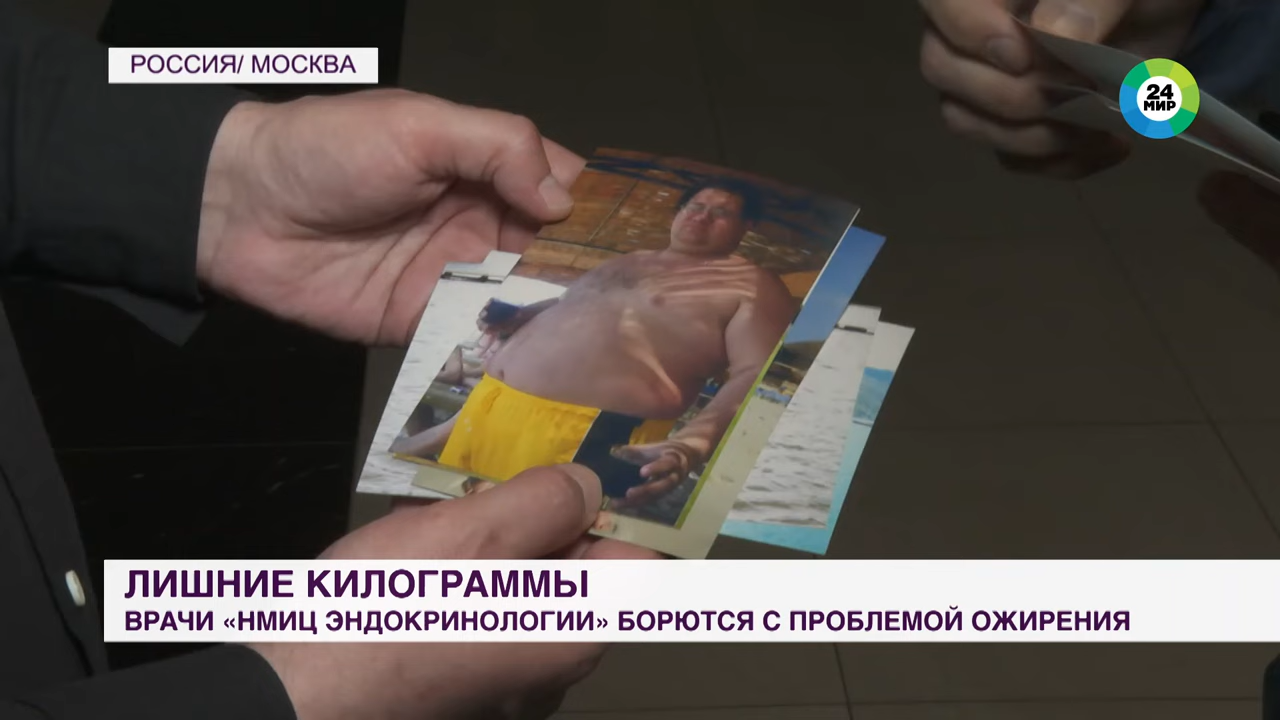 РОССИЯ/ МОСКВА
24
МИР
ЛИШНИЕ КИЛОГРАММЫ
ВРАЧИ «НМИЦ ЭНДОКРИНОЛОГИИ» БОРЮТСЯ С ПРОБЛЕМОЙ ОЖИРЕНИЯ